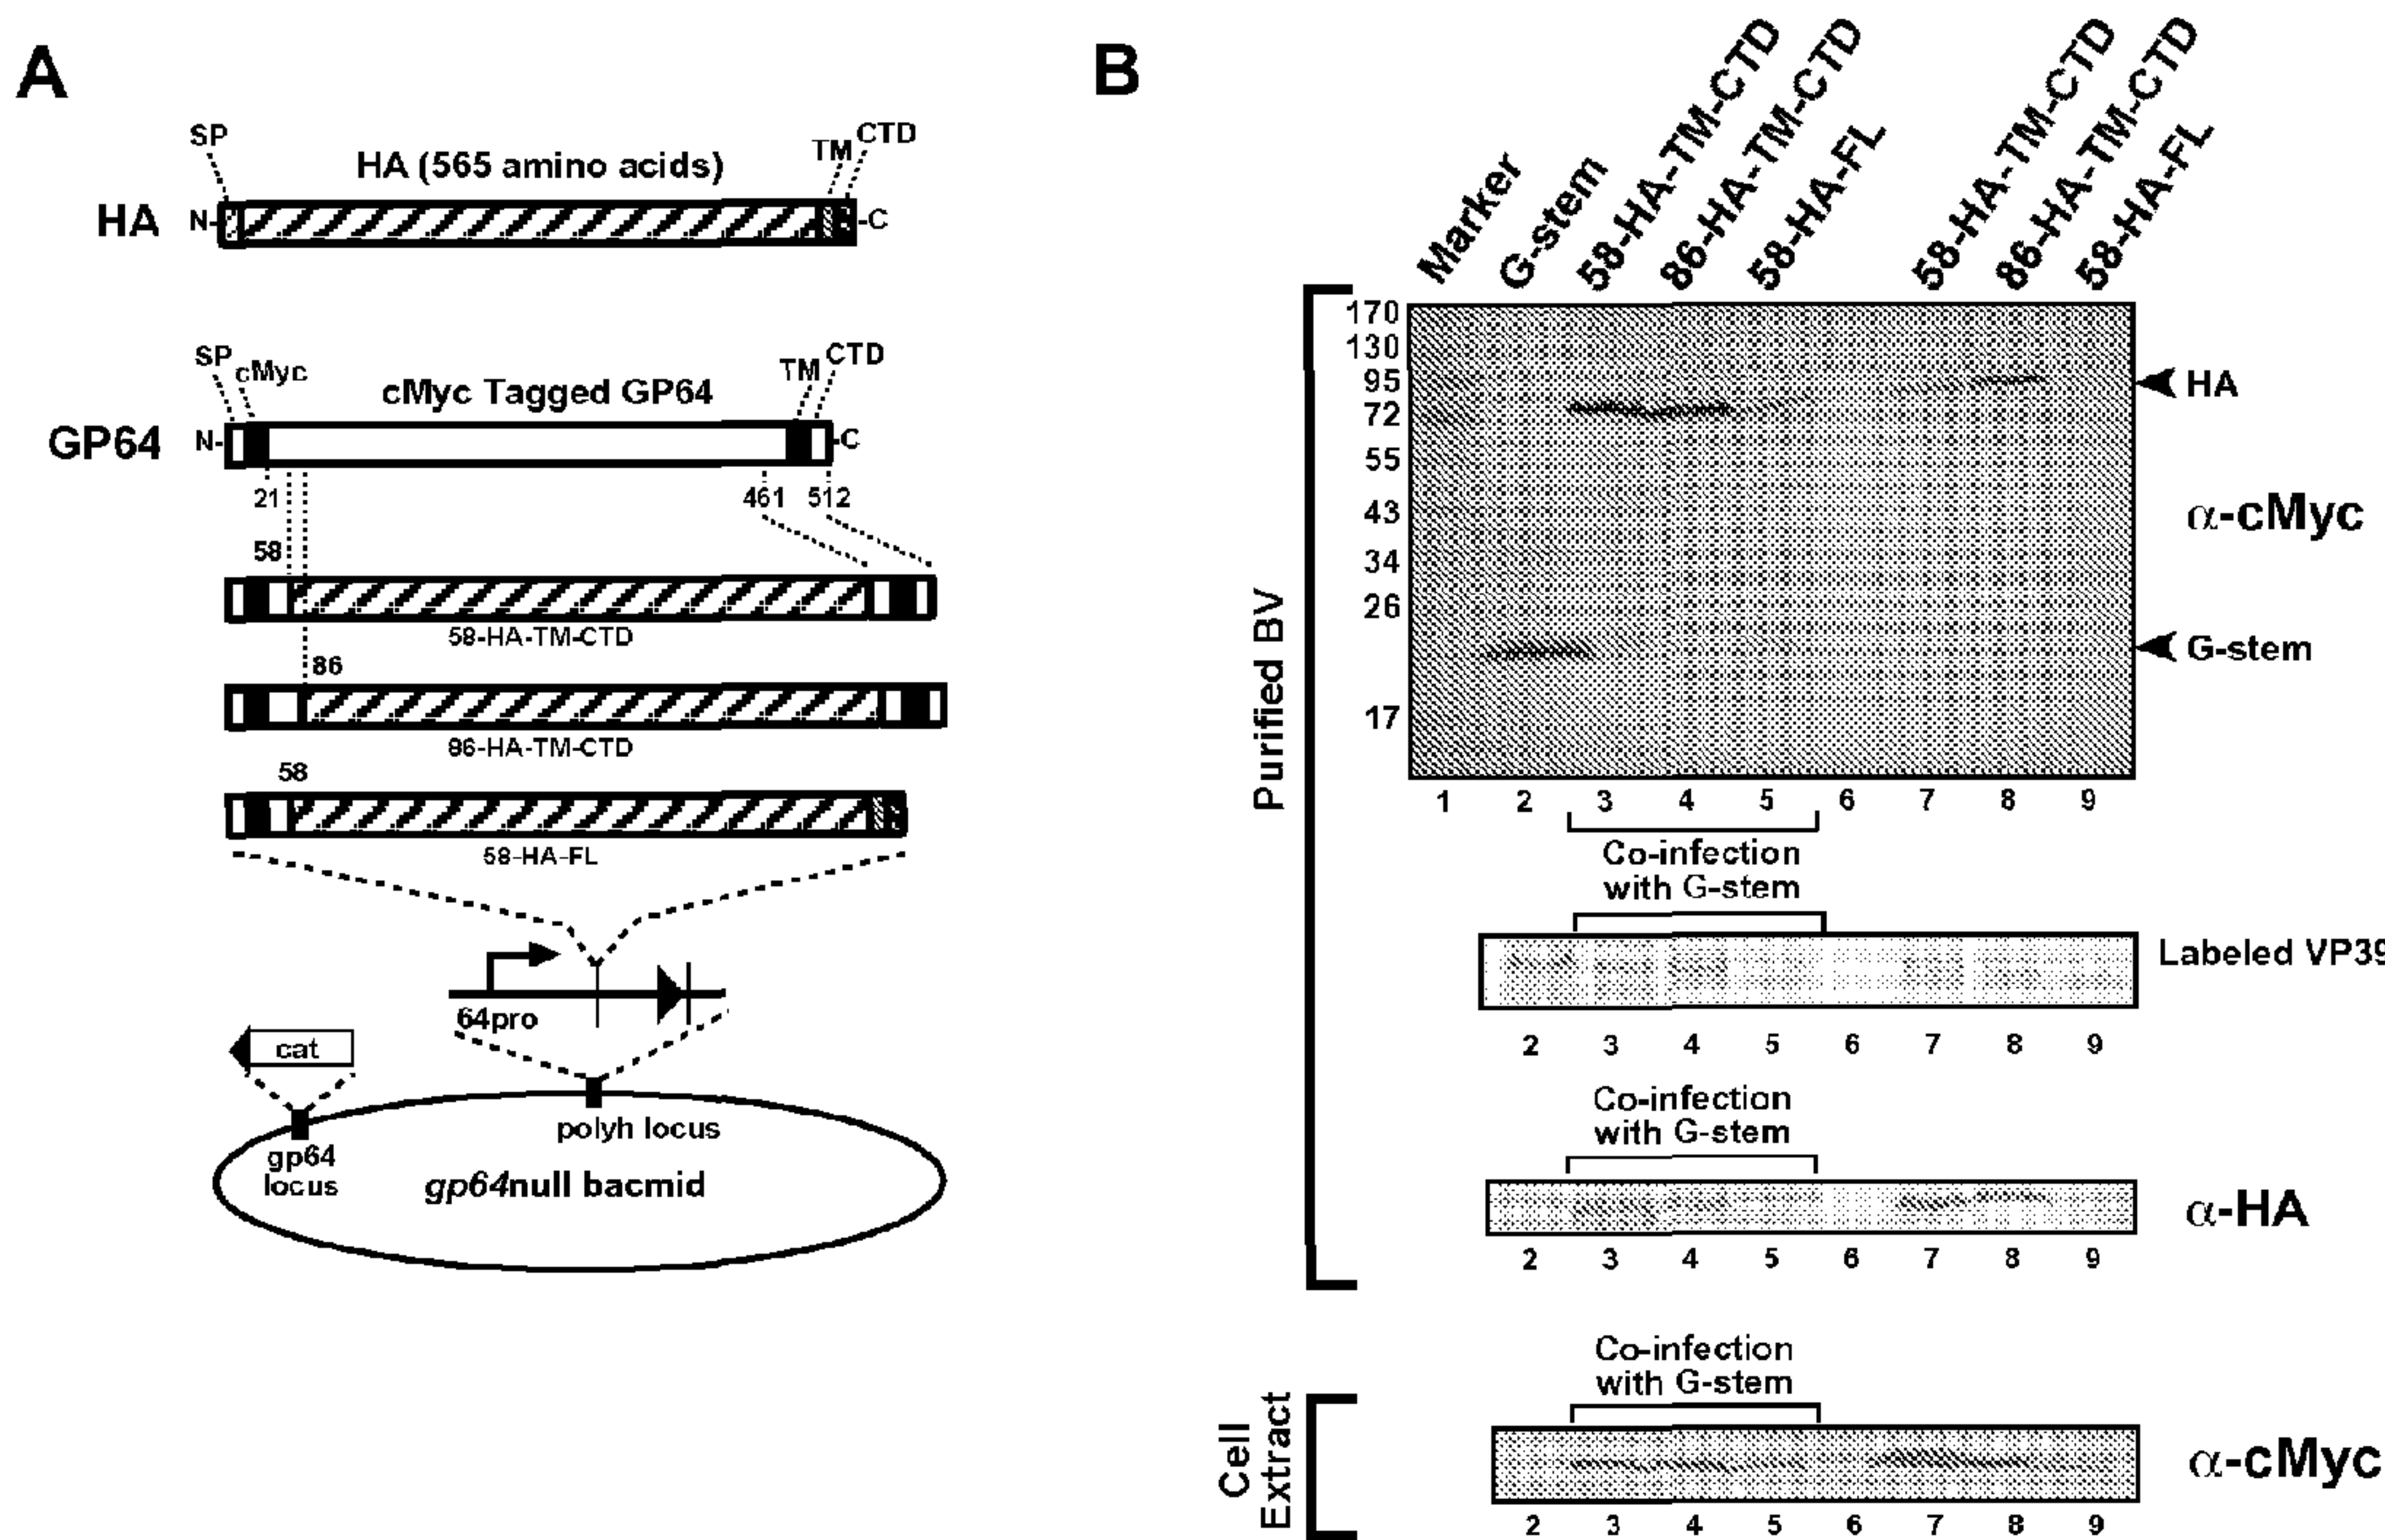 A
SP
HA (565 amino acids)
TM
CTD
HA
N-
-C
SP
cMyc
cMyc Tagged GP64
TM
CTD
GP64
N-
-C
21
461
512
58
58-HA-TM-CTD
86
86-HA-TM-CTD
58
58-HA-FL
64pro
cat
gp64
locus
polyh locus
gp64null bacmid
B
Marker
G-stem
58-HA-TM-CTD
86-HA-TM-CTD
58-HA-FL
58-HA-TM-CTD
86-HA-TM-CTD
58-HA-FL
Purified BV
170
130
95
72
55
43
34
26
17
HA
α-cMyc
G-stem
1 2 3 4 5 6 7 8 9
Co-infection
with G-stem
Labeled VP39
2 3 4 5 6 7 8 9
Co-infection
with G-stem
α-HA
2 3 4 5 6 7 8 9
Cell
Extract
Co-infection
with G-stem
α-cMyc
2 3 4 5 6 7 8 9